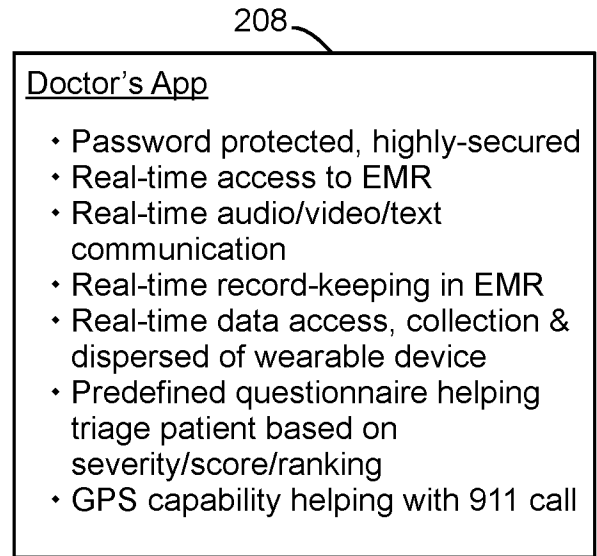 208
Doctor's App
• Password protected, highly-secured
• Real-time access to EMR
• Real-time audio/video/text
communication
• Real-time record-keeping in EMR
• Real-time data access, collection &
dispersed of wearable device
• Predefined questionnaire helping
triage patient based on
severity/score/ranking
• GPS capability helping with 911 call